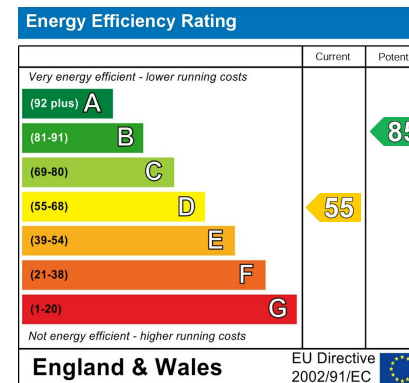 Energy Efficiency Rating
Current Potent
Very energy efficient - lower running costs
(92 plus) A
(81-91) B
85
(69-80) C
(55-68) D
55
(39-54) E
(21-38) F
(1-20) G
Not energy efficient - higher running costs
England & Wales
EU Directive
2002/91/EC